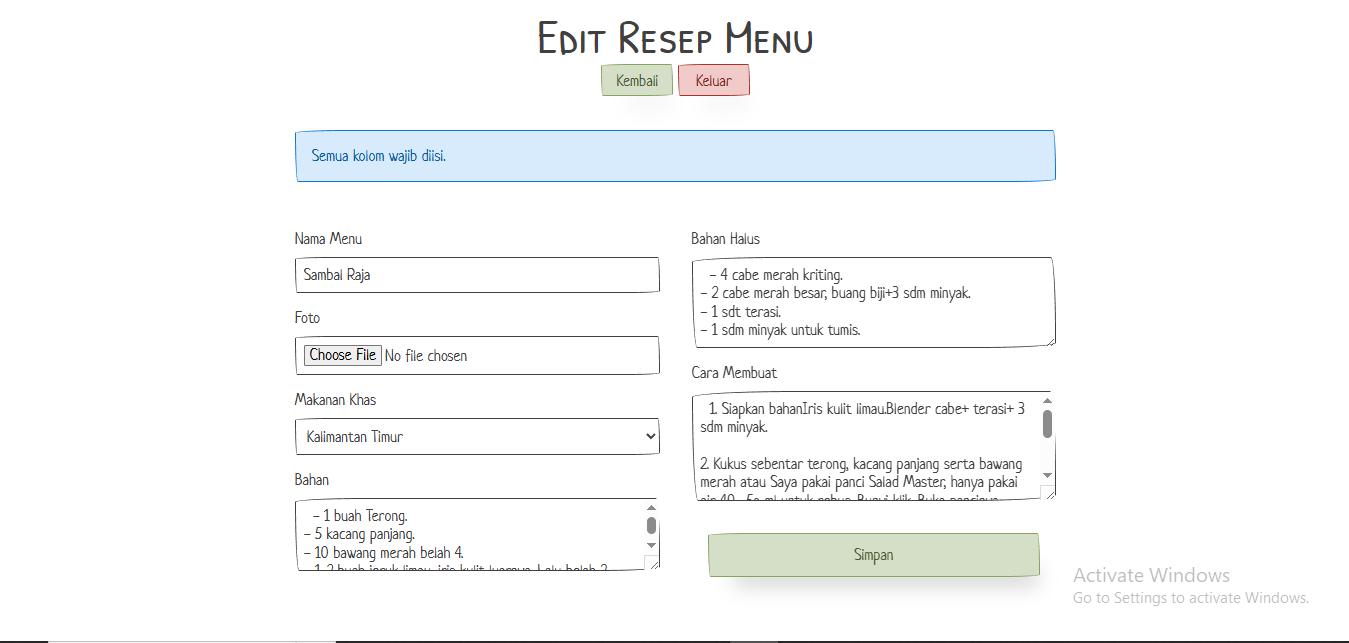 Edit Resep Menu
Kembali Keluar
Semua kolom wajib diisi.
Nama Menu
Sambal Raja
Foto
Choose File No file chosen
Makanan Khas
Kalimantan Timur
Bahan
- 1 buah Terong.
- 5 kacang panjang.
- 10 bawang merah belah 4.
Bahan Halus
- 4 cabe merah kriting.
- 2 cabe merah besar, buang biji+3 sdm minyak.
- 1 sdt terasi.
- 1 sdm minyak untuk tumis.
Cara Membuat
1. Siapkan bahanIris kulit limau.Blender cabe+ terasi+ 3
sdm minyak.
2. Kukus sebentar terong, kacang panjang serta bawang
merah atau Saya pakai panci Salad Master, hanya pakai
Simpan
Activate Windows
Go to Settings to activate Windows.